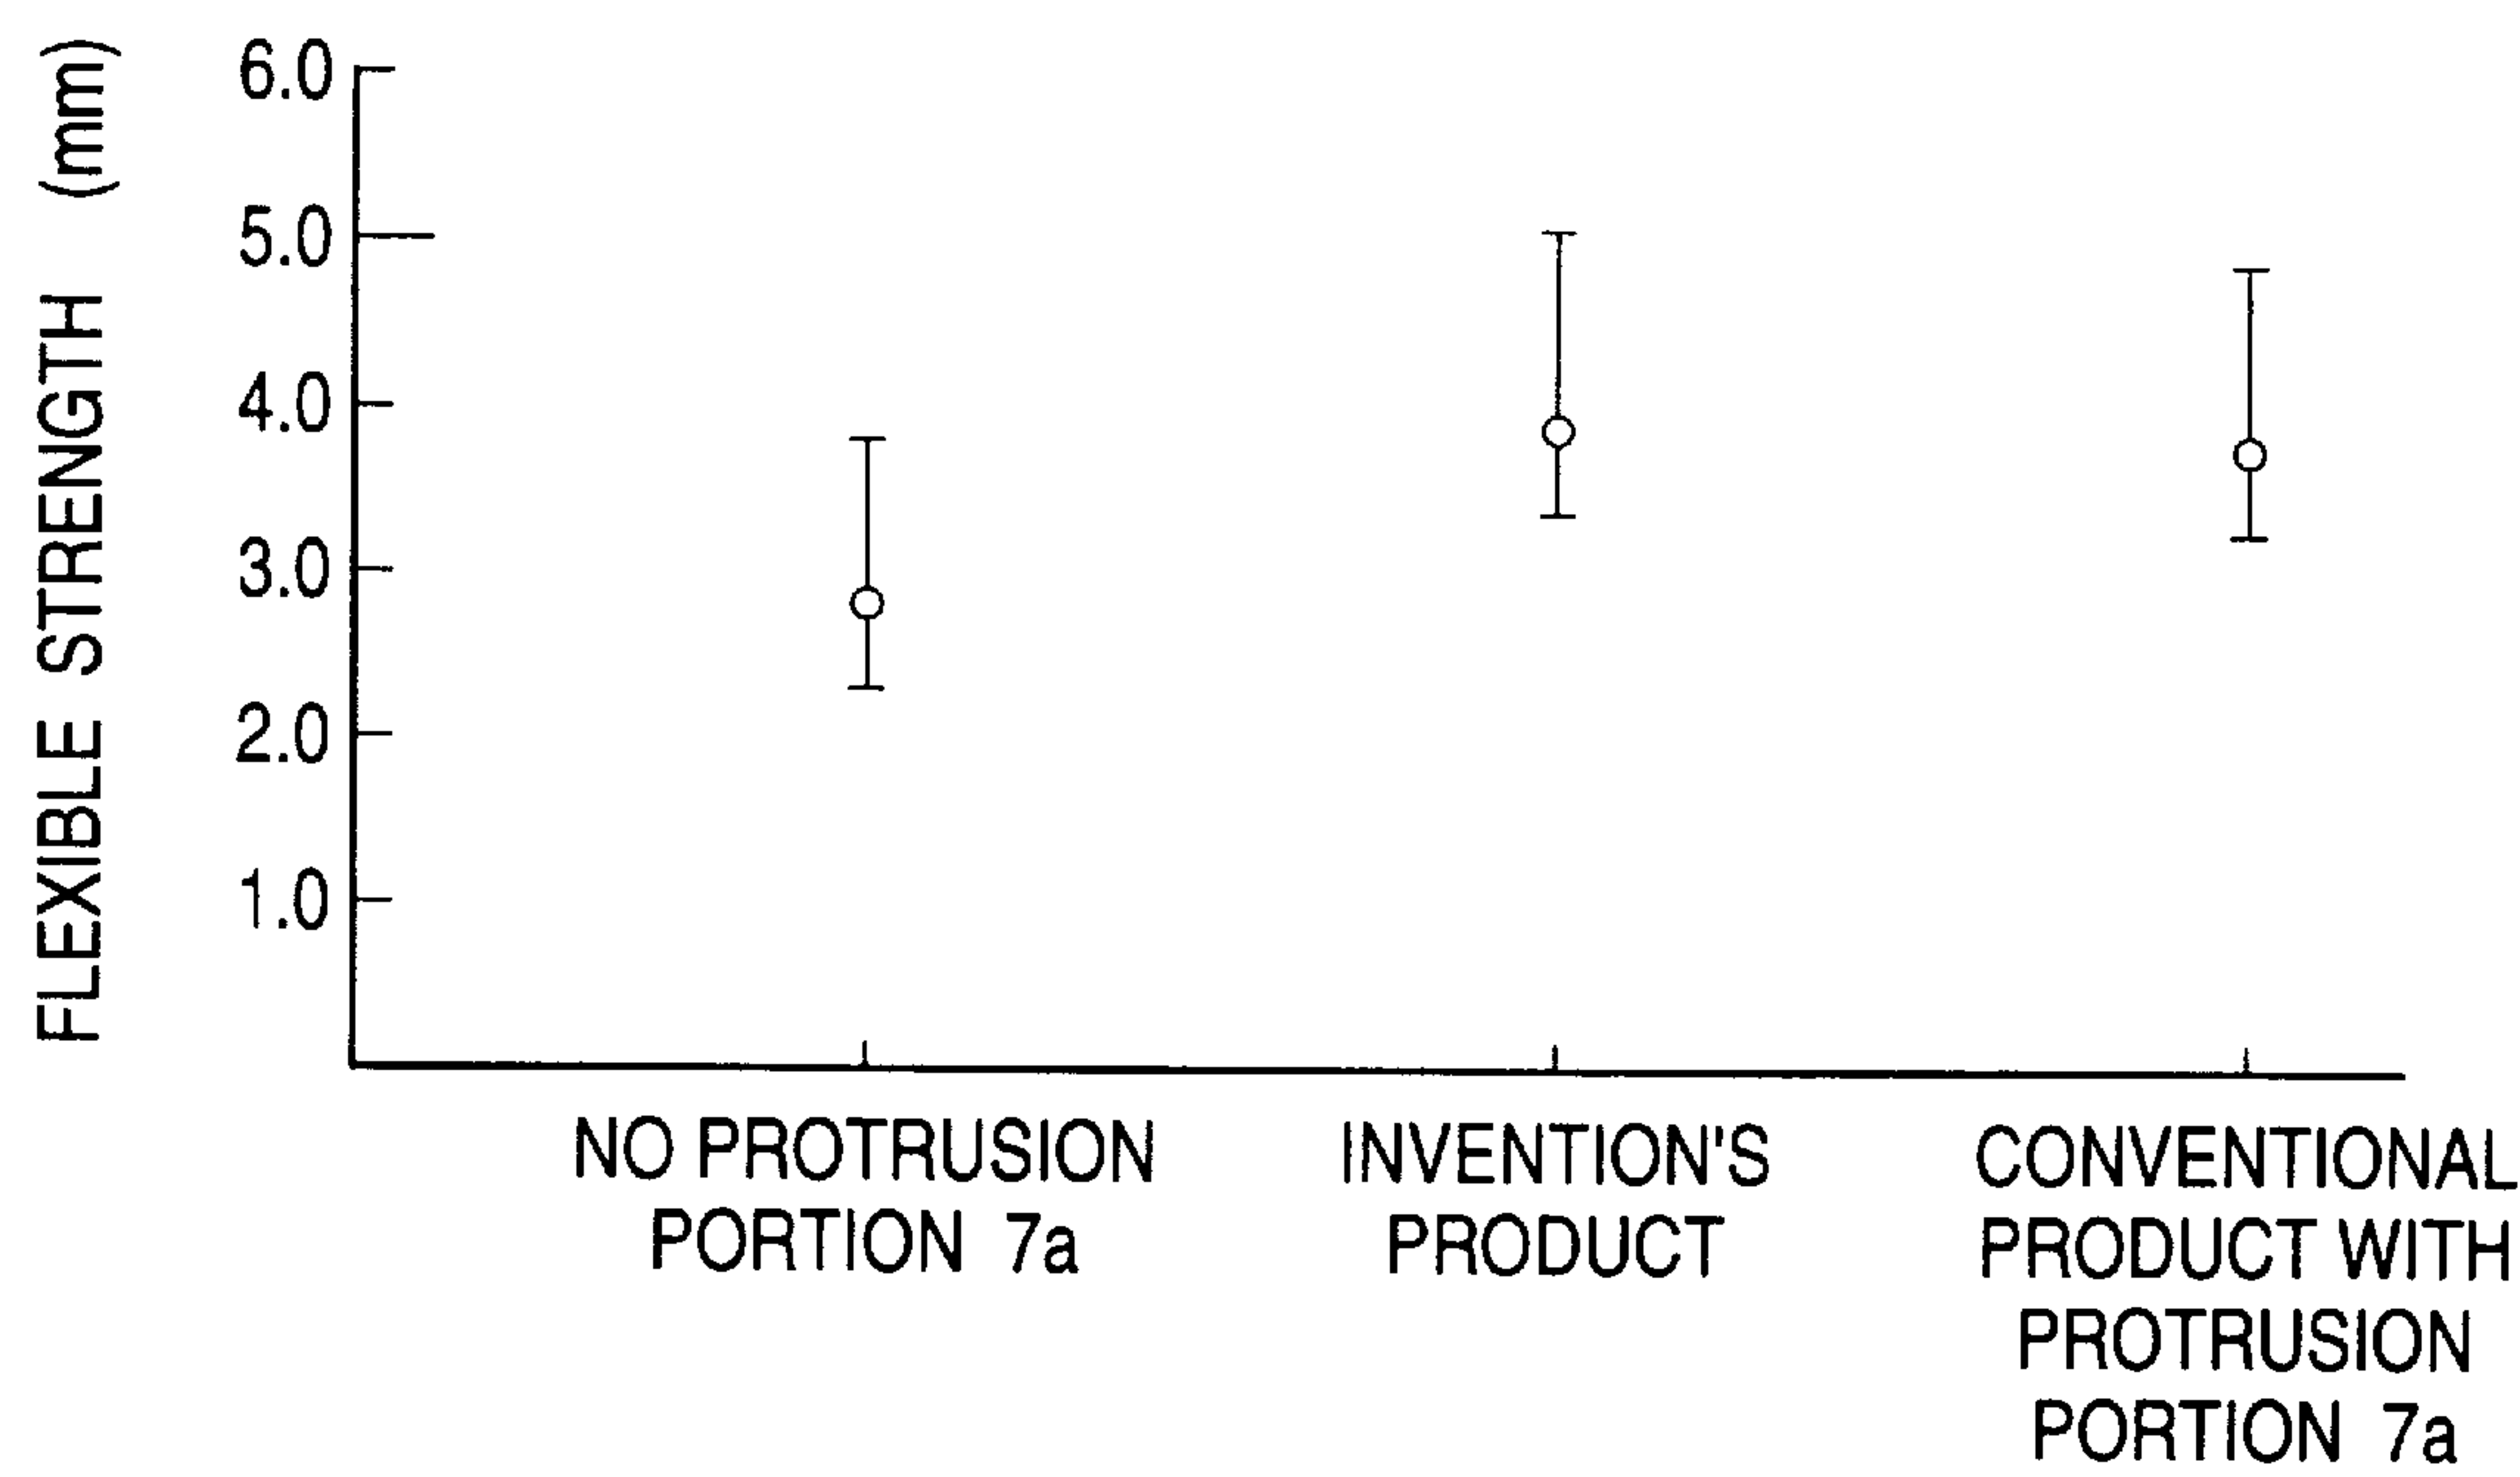 FLEXIBLE STRENGTH (mm)
6.0
5.0
4.0
3.0
2.0
1.0
NO PROTRUSION
PORTION 7a
INVENTION'S
PRODUCT
CONVENTIONAL
PRODUCT WITH
PROTRUSION
PORTION 7a